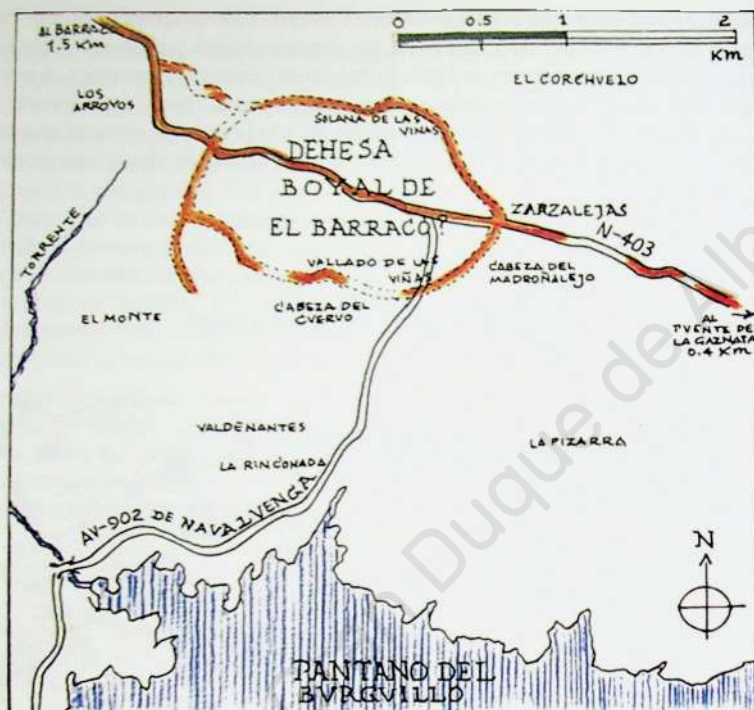 AL BARRACO
1.5 KM
0 0.5 1 2
KM
EL CORCHUELO
LOS
ARROYOS
SOLANA DE LAS
VIÑAS
DEHESA
BOYAL DE
EL BARRACO
ZARZALEJAS
N-403
TORRENTE
VALLADO DE LAS
VIÑAS
CABEZA DEL
MADROÑALEJO
EL MONTE
CABEZA DEL
CUERVO
AL
PUENTE DE
LA GAZNATA
0.4 KM
VALDENANTES
LA RINCONADA
LA PIZARRA
AV-902 DE NAVALUENGA
N
PANTANO DEL
BURGUILLO
Duque de Alb